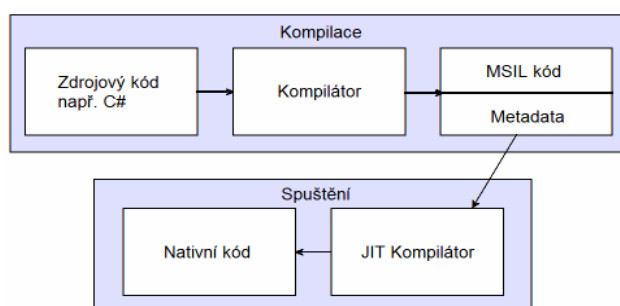 Kompilace
Zdrojový kód
např. C#
Kompilátor
MSIL kód
Metadata
Spuštění
Nativní kód
JIT Kompilátor